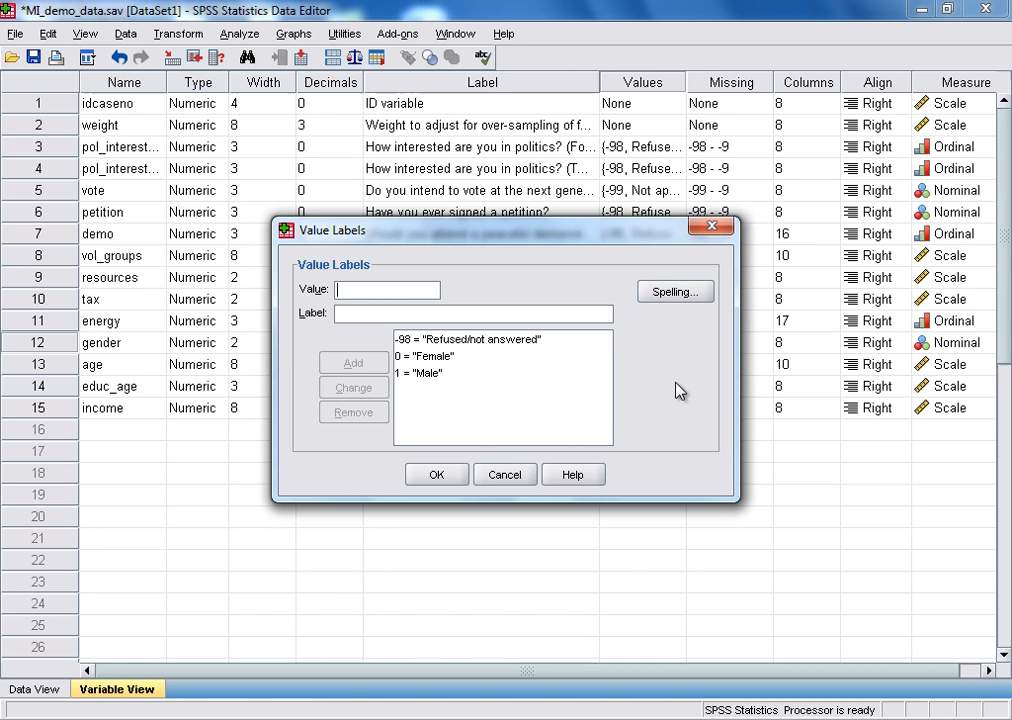 *MI_demo_data.sav [DataSet1] - SPSS Statistics Data Editor
File Edit View Data Transform Analyze Graphs Utilities Add-ons Window Help
Name Type Width Decimals Label Values Missing Columns Align Measure
1 idcaseno Numeric 4 0 ID variable None None 8 Right Scale
2 weight Numeric 8 3 Weight to adjust for over-sampling of f... None None 8 Right Scale
3 pol_interest... Numeric 3 0 How interested are you in politics? (Fo... {-98, Refuse... -98 - -9 8 Right Ordinal
4 pol_interest... Numeric 3 0 How interested are you in politics? (T... {-98, Refuse... -98 - -9 8 Right Ordinal
5 vote Numeric 3 0 Do you intend to vote at the next gene... {-99, Not ap... -99 - -9 8 Right Nominal
6 petition Numeric 3 0 Have you ever signed a petition? {-98, Refuse... -99 - -9 8 Right Nominal
7 demo Numeric 3 16 Right Ordinal
8 vol_groups Numeric 8 10 Right Scale
9 resources Numeric 2 8 Right Scale
10 tax Numeric 2 8 Right Scale
11 energy Numeric 3 17 Right Ordinal
12 gender Numeric 2 8 Right Nominal
13 age Numeric 8 10 Right Scale
14 educ_age Numeric 3 8 Right Scale
15 income Numeric 8 8 Right Scale
16
17
18
19
20
21
22
23
24
25
26
Value Labels
Value Labels
Value:
Spelling...
Label:
-98 = "Refused/not answered"
0 = "Female"
1 = "Male"
Add
Change
Remove
OK Cancel Help
Data View Variable View
SPSS Statistics Processor is ready